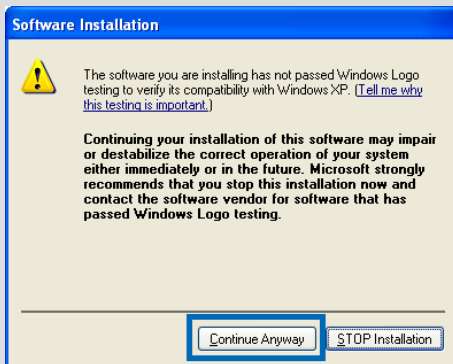 Software Installation
The software you are installing has not passed Windows Logo
testing to verify its compatibility with Windows XP. (Tell me why
this testing is important.)
Continuing your installation of this software may impair
or destabilize the correct operation of your system
either immediately or in the future. Microsoft strongly
recommends that you stop this installation now and
contact the software vendor for software that has
passed Windows Logo testing.
Continue Anyway
STOP Installation